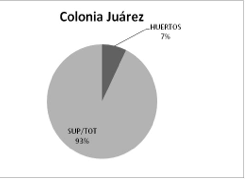 Colonia Juárez
HUERTOS
7%
SUP/TOT
93%